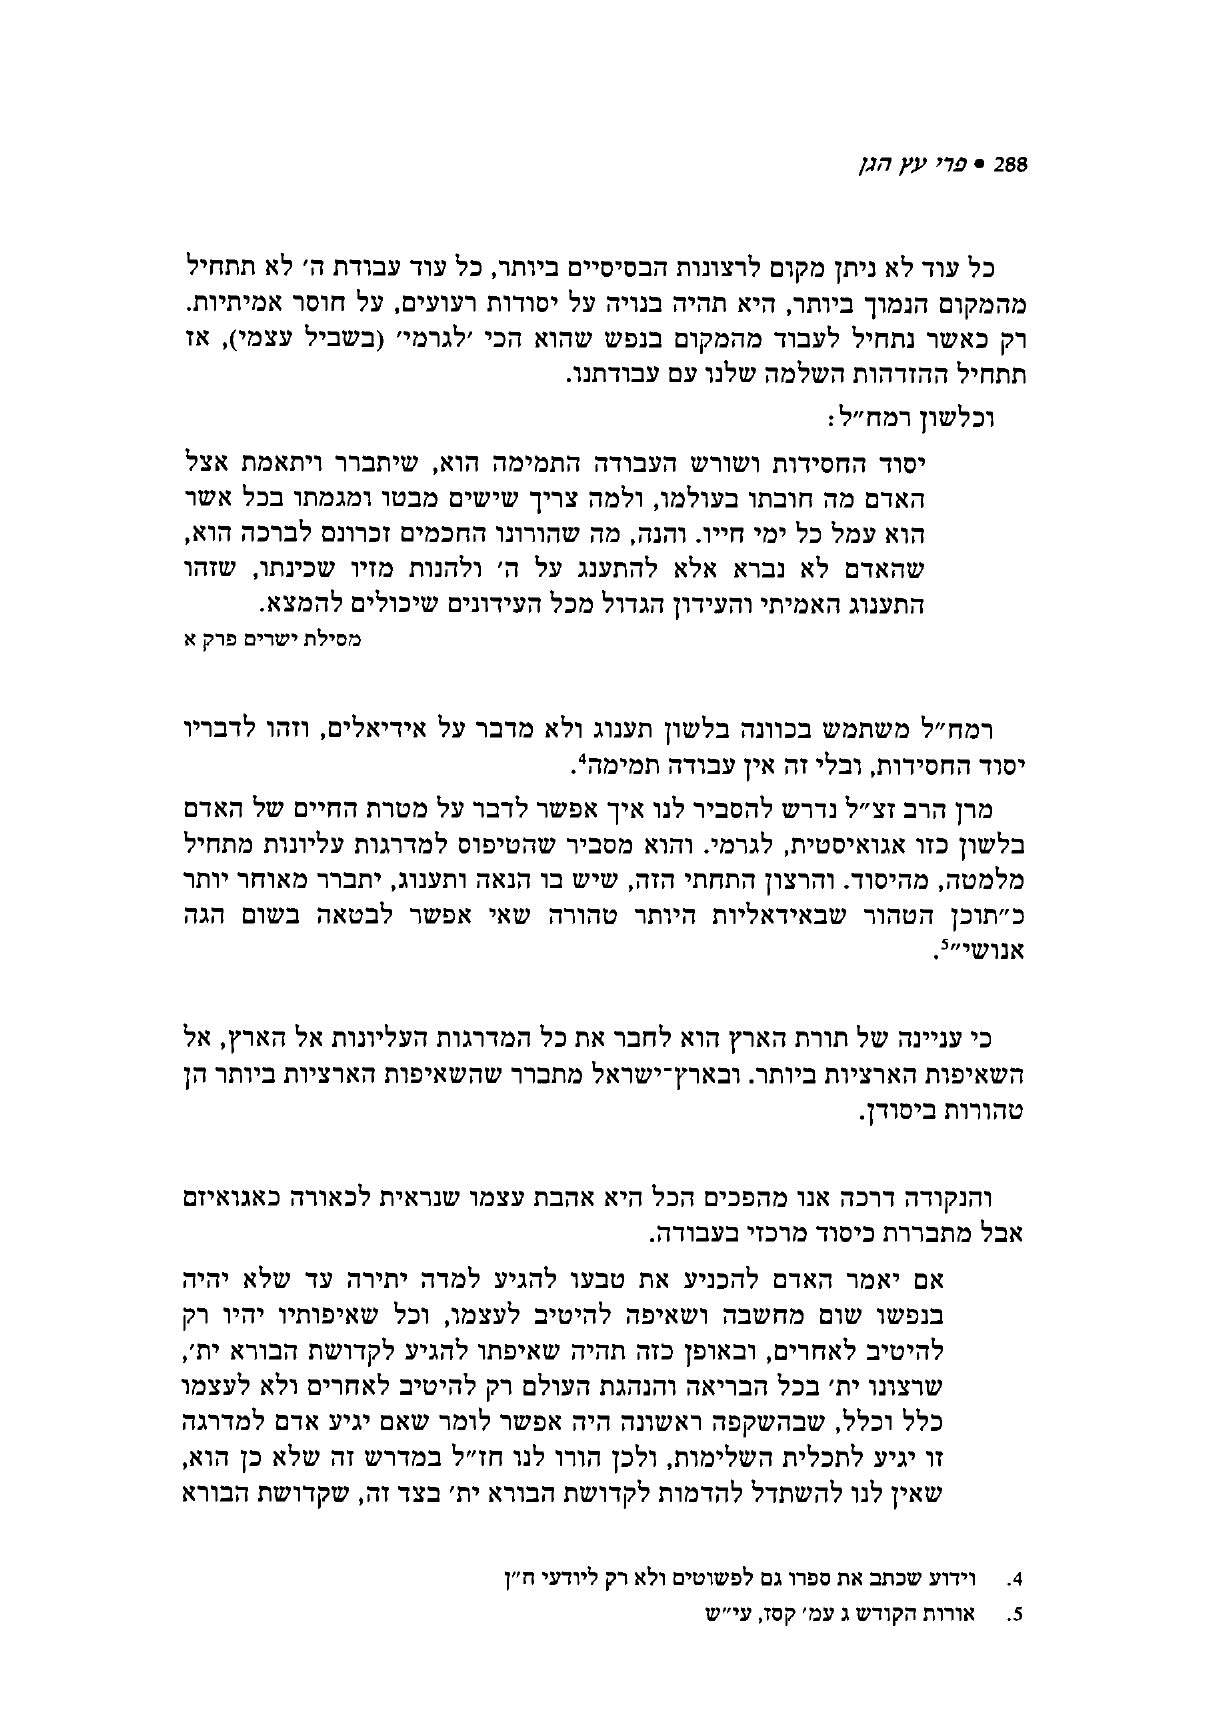 288 • פרי עץ הגן
כל עוד לא ניתן מקום לרצונות הבסיסיים ביותר, כל עוד עבודת ה׳ לא תתחיל
מהמקום הנמוך ביותר, היא תהיה בנויה על יסודות רעועים, על חוסר אמיתיות.
רק כאשר נתחיל לעבוד מהמקום בנפש שהוא הכי ׳לגרמי׳ (בשביל עצמי), אז
תתחיל ההזדהות השלמה שלנו עם עבודתנו.
וכלשון רמח״ל:
יסוד החסידות ושורש העבודה התמימה הוא, שיתברר ויתאמת אצל
האדם מה חובתו בעולמו, ולמה צריך שישים מבטו ומגמתו בכל אשר
הוא עמל כל ימי חייו. והנה, מה שהורונו החכמים זכרונם לברכה הוא,
שהאדם לא נברא אלא להתענג על ה׳ ולהנות מזיו שכינתו, שזהו
התענוג האמיתי והעידון הגדול מכל העידונים שיכולים להמצא.
מסילת ישרים פרק א
רמח״ל משתמש בכוונה בלשון תענוג ולא מדבר על אידיאלים, וזהו לדבריו
יסוד החסידות, ובלי זה אין עבודה תמימה⁴.
מרן הרב זצ״ל נדרש להסביר לנו איך אפשר לדבר על מטרת החיים של האדם
בלשון כזו אגואיסטית, לגרמי. והוא מסביר שהטיפוס למדרגות עליונות מתחיל
מלמטה, מהיסוד. והרצון התחתי הזה, שיש בו הנאה ותענוג, יתברר מאוחר יותר
כ״תוכן הטהור שבאידאליות היותר טהורה שאי אפשר לבטאה בשום הגה
אנושי״⁵.
כי עניינה של תורת הארץ הוא לחבר את כל המדרגות העליונות אל הארץ, אל
השאיפות הארציות ביותר. ובארץ־ישראל מתברר שהשאיפות הארציות ביותר הן
טהורות ביסודן.
והנקודה דרכה אנו מהפכים הכל היא אהבת עצמו שנראית לכאורה כאגואיזם
אבל מתבררת כיסוד מרכזי בעבודה.
אם יאמר האדם להכניע את טבעו להגיע למדה יתירה עד שלא יהיה
בנפשו שום מחשבה ושאיפה להיטיב לעצמו, וכל שאיפותיו יהיו רק
להיטיב לאחרים, ובאופן כזה תהיה שאיפתו להגיע לקדושת הבורא ית׳,
שרצונו ית׳ בכל הבריאה והנהגת העולם רק להיטיב לאחרים ולא לעצמו
כלל וכלל, שבהשקפה ראשונה היה אפשר לומר שאם יגיע אדם למדרגה
זו יגיע לתכלית השלימות, ולכן הורו לנו חז״ל במדרש זה שלא כן הוא,
שאין לנו להשתדל להדמות לקדושת הבורא ית׳ בצד זה, שקדושת הבורא
4. וידוע שכתב את ספרו גם לפשוטים ולא רק ליודעי ח״ן
5. אורות הקודש ג עמ׳ קסז, עי״ש